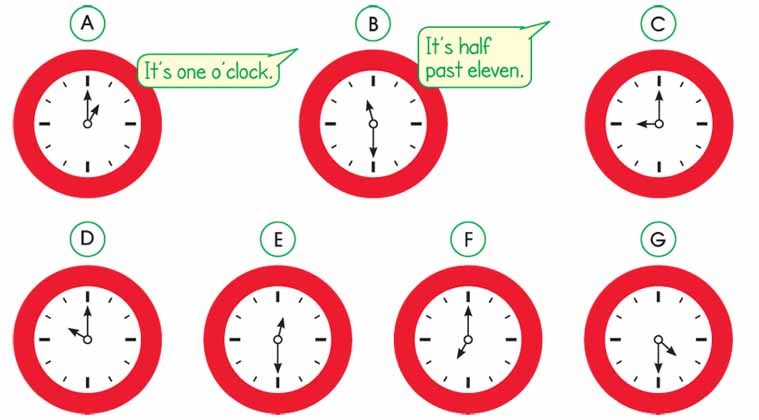 A
B
C
It's one o'clock.
It's half
past eleven.
D
E
F
G